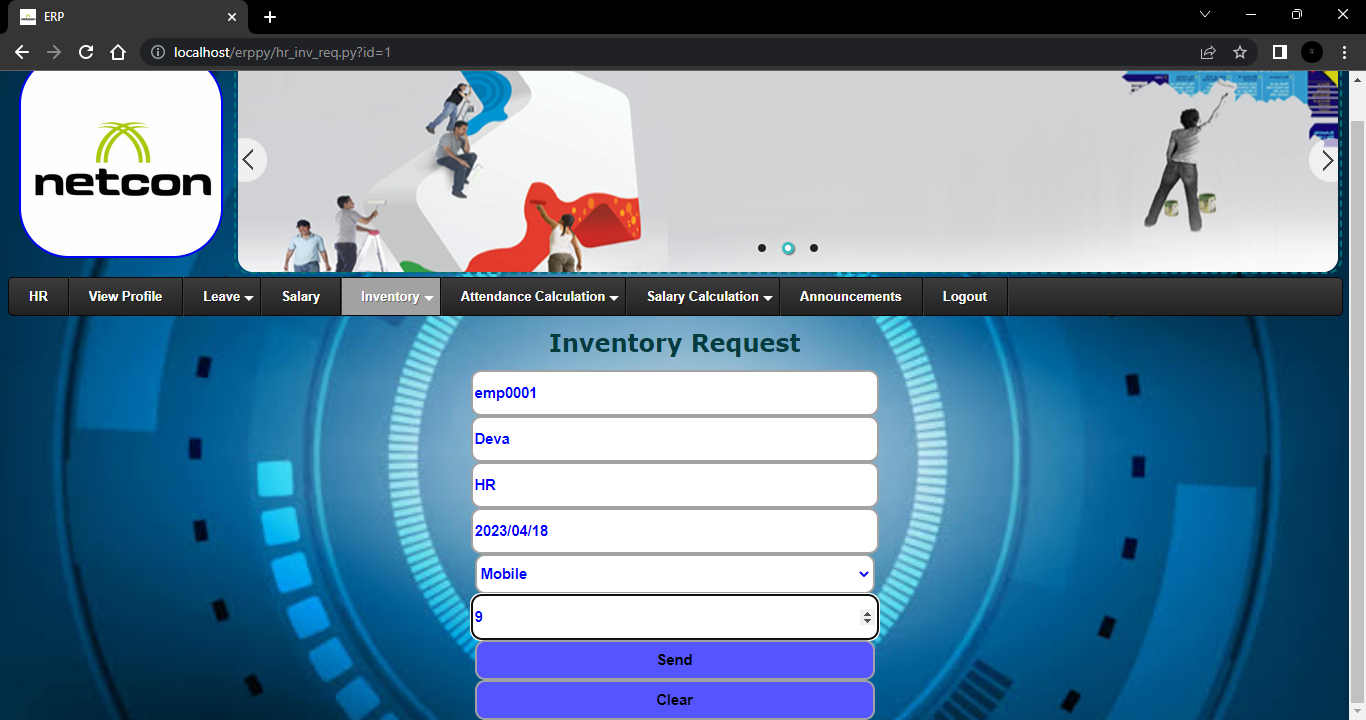 ERP
localhost/erppy/hr_inv_req.py?id=1
netcon
HR View Profile Leave Salary Inventory Attendance Calculation Salary Calculation Announcements Logout
Inventory Request
emp0001
Deva
HR
2023/04/18
Mobile
9
Send
Clear